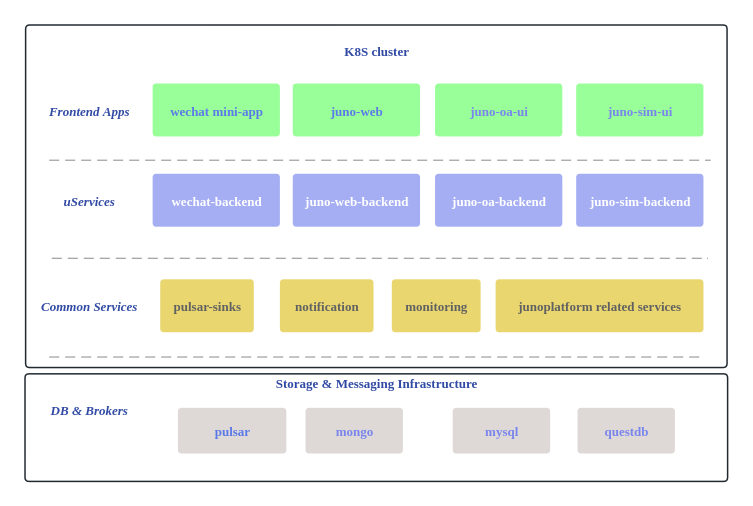 K8S cluster
Frontend Apps
wechat mini-app
juno-web
juno-oa-ui
juno-sim-ui
uServices
wechat-backend
juno-web-backend
juno-oa-backend
juno-sim-backend
Common Services
pulsar-sinks
notification
monitoring
junoplatform related services
Storage & Messaging Infrastructure
DB & Brokers
pulsar
mongo
mysql
questdb